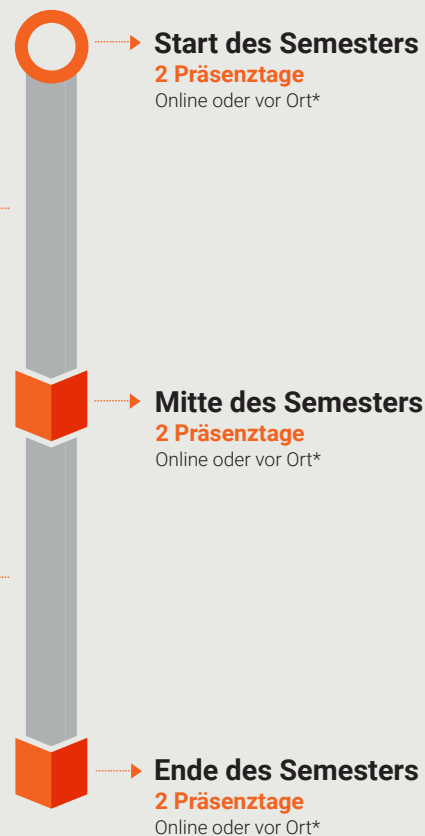 Start des Semesters
2 Präsenztage
Online oder vor Ort*
Mitte des Semesters
2 Präsenztage
Online oder vor Ort*
Ende des Semesters
2 Präsenztage
Online oder vor Ort*